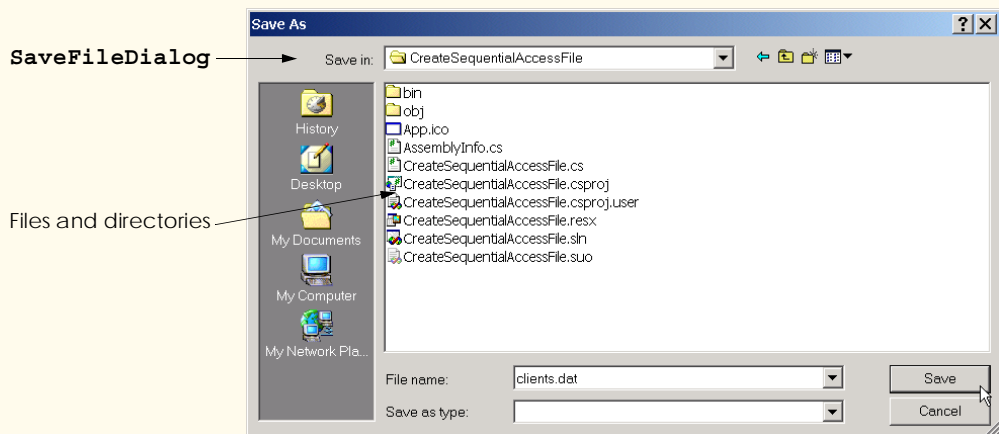 Save As
SaveFileDialog
Save in:
CreateSequentialAccessFile
bin
obj
App.ico
AssemblyInfo.cs
CreateSequentialAccessFile.cs
CreateSequentialAccessFile.csproj
CreateSequentialAccessFile.csproj.user
CreateSequentialAccessFile.resx
CreateSequentialAccessFile.sln
CreateSequentialAccessFile.suo
History
Desktop
My Documents
My Computer
My Network Pla...
Files and directories
File name:
clients.dat
Save
Save as type:
Cancel